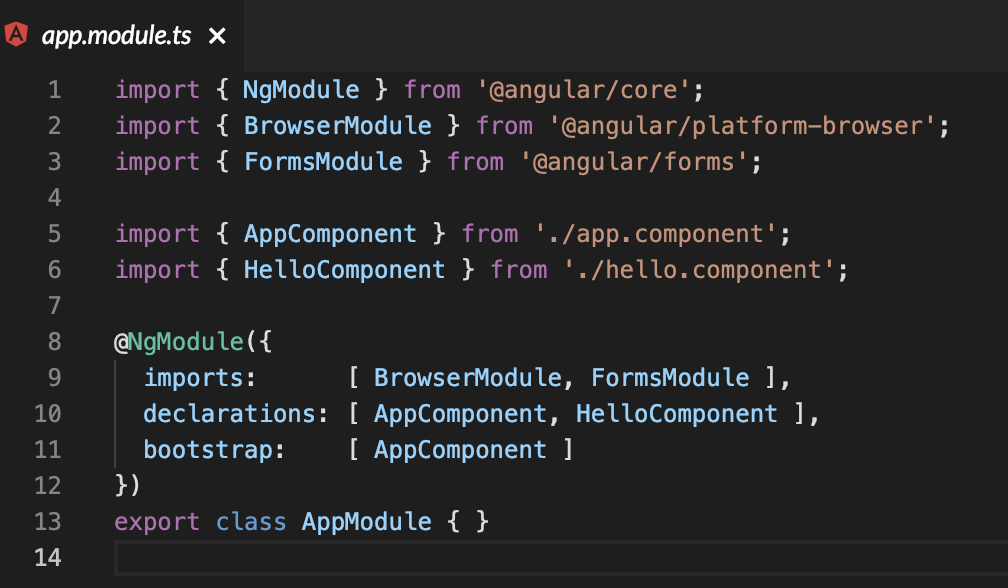 app.module.ts ×
1 import { NgModule } from '@angular/core';
2 import { BrowserModule } from '@angular/platform-browser';
3 import { FormsModule } from '@angular/forms';
4
5 import { AppComponent } from './app.component';
6 import { HelloComponent } from './hello.component';
7
8 @NgModule({
9   imports:      [ BrowserModule, FormsModule ],
10   declarations: [ AppComponent, HelloComponent ],
11   bootstrap:    [ AppComponent ]
12 })
13 export class AppModule { }
14